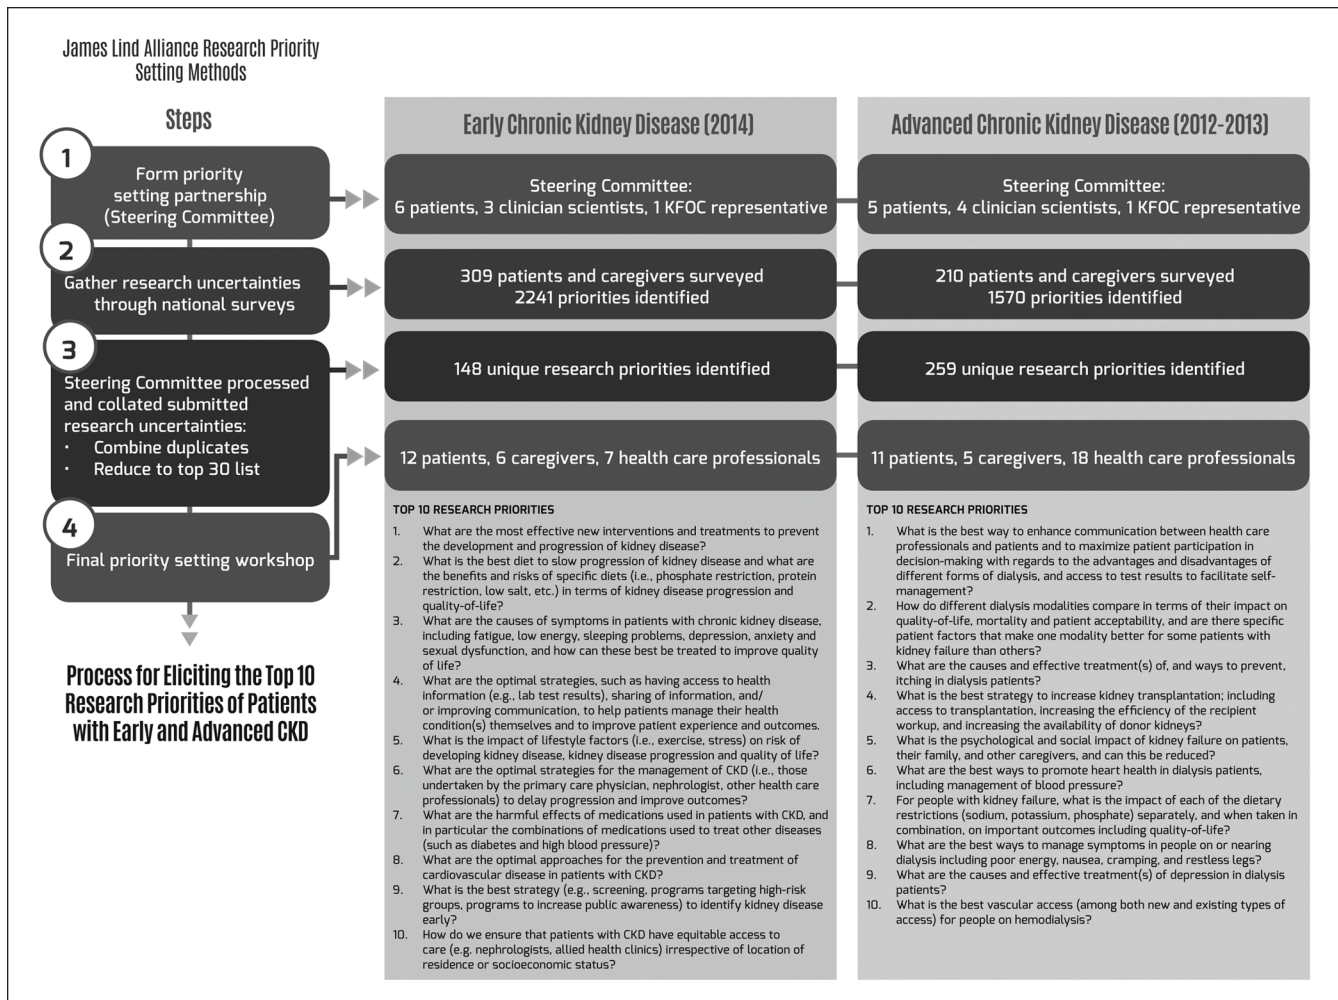 James Lind Alliance Research Priority
Setting Methods
Steps
1
Form priority
setting partnership
(Steering Committee)
2
Gather research uncertainties
through national surveys
3
Steering Committee processed
and collated submitted
research uncertainties:
• Combine duplicates
• Reduce to top 30 list
4
Final priority setting workshop
Process for Eliciting the Top 10
Research Priorities of Patients
with Early and Advanced CKD
Early Chronic Kidney Disease (2014)
Steering Committee:
6 patients, 3 clinician scientists, 1 KFOC representative
309 patients and caregivers surveyed
2241 priorities identified
148 unique research priorities identified
12 patients, 6 caregivers, 7 health care professionals
TOP 10 RESEARCH PRIORITIES
1. What are the most effective new interventions and treatments to prevent
the development and progression of kidney disease?
2. What is the best diet to slow progression of kidney disease and what are
the benefits and risks of specific diets (i.e., phosphate restriction, protein
restriction, low salt, etc.) in terms of kidney disease progression and
quality-of-life?
3. What are the causes of symptoms in patients with chronic kidney disease,
including fatigue, low energy, sleeping problems, depression, anxiety and
sexual dysfunction, and how can these best be treated to improve quality
of life?
4. What are the optimal strategies, such as having access to health
information (e.g., lab test results), sharing of information, and/
or improving communication, to help patients manage their health
condition(s) themselves and to improve patient experience and outcomes.
5. What is the impact of lifestyle factors (i.e., exercise, stress) on risk of
developing kidney disease, kidney disease progression and quality of life?
6. What are the optimal strategies for the management of CKD (i.e., those
undertaken by the primary care physician, nephrologist, other health care
professionals) to delay progression and improve outcomes?
7. What are the harmful effects of medications used in patients with CKD, and
in particular the combinations of medications used to treat other diseases
(such as diabetes and high blood pressure)?
8. What are the optimal approaches for the prevention and treatment of
cardiovascular disease in patients with CKD?
9. What is the best strategy (e.g., screening, programs targeting high-risk
groups, programs to increase public awareness) to identify kidney disease
early?
10. How do we ensure that patients with CKD have equitable access to
care (e.g. nephrologists, allied health clinics) irrespective of location of
residence or socioeconomic status?
Advanced Chronic Kidney Disease (2012-2013)
Steering Committee:
5 patients, 4 clinician scientists, 1 KFOC representative
210 patients and caregivers surveyed
1570 priorities identified
259 unique research priorities identified
11 patients, 5 caregivers, 18 health care professionals
TOP 10 RESEARCH PRIORITIES
1. What is the best way to enhance communication between health care
professionals and patients and to maximize patient participation in
decision-making with regards to the advantages and disadvantages of
different forms of dialysis, and access to test results to facilitate self-
management?
2. How do different dialysis modalities compare in terms of their impact on
quality-of-life, mortality and patient acceptability, and are there specific
patient factors that make one modality better for some patients with
kidney failure than others?
3. What are the causes and effective treatment(s) of, and ways to prevent,
itching in dialysis patients?
4. What is the best strategy to increase kidney transplantation; including
access to transplantation, increasing the efficiency of the recipient
workup, and increasing the availability of donor kidneys?
5. What is the psychological and social impact of kidney failure on patients,
their family, and other caregivers, and can this be reduced?
6. What are the best ways to promote heart health in dialysis patients,
including management of blood pressure?
7. For people with kidney failure, what is the impact of each of the dietary
restrictions (sodium, potassium, phosphate) separately, and when taken in
combination, on important outcomes including quality-of-life?
8. What are the best ways to manage symptoms in people on or nearing
dialysis including poor energy, nausea, cramping, and restless legs?
9. What are the causes and effective treatment(s) of depression in dialysis
patients?
10. What is the best vascular access (among both new and existing types of
access) for people on hemodialysis?